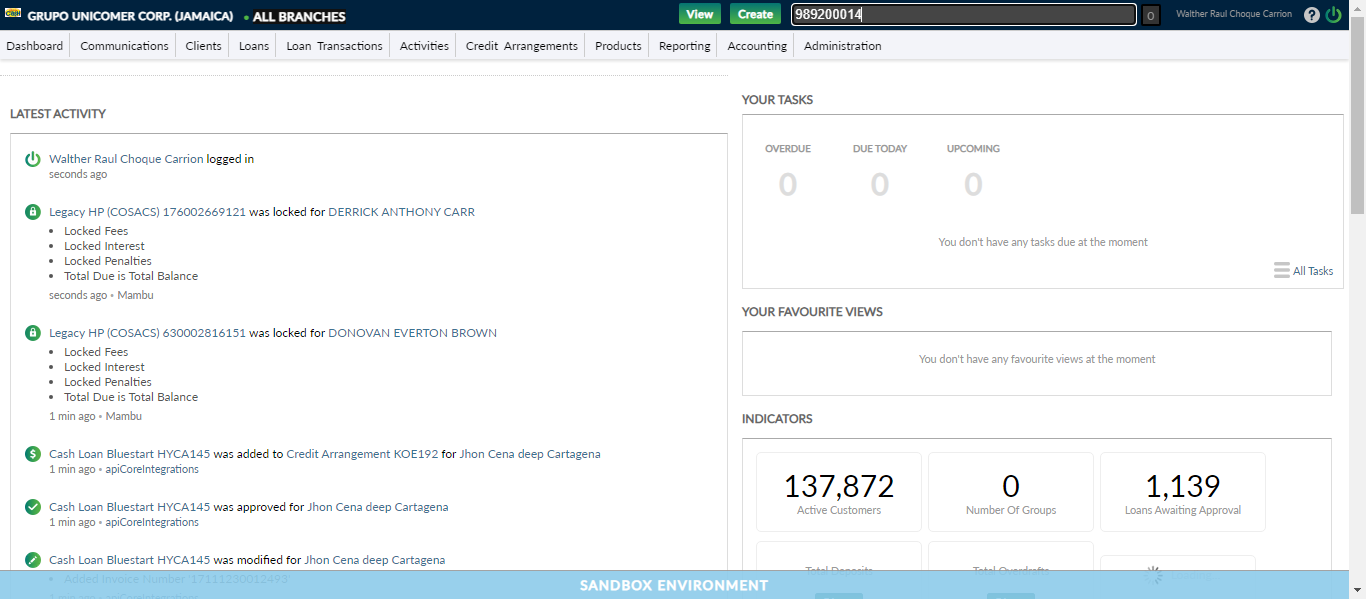 GRUPO UNICOMER CORP. (JAMAICA) • ALL BRANCHES View Create 989200014 0 Walther Raul Choque Carrion ?
Dashboard Communications Clients Loans Loan Transactions Activities Credit Arrangements Products Reporting Accounting Administration
LATEST ACTIVITY
Walther Raul Choque Carrion logged in
seconds ago
Legacy HP (COSACS) 176002669121 was locked for DERRICK ANTHONY CARR
• Locked Fees
• Locked Interest
• Locked Penalties
• Total Due is Total Balance
seconds ago • Mambu
Legacy HP (COSACS) 630002816151 was locked for DONOVAN EVERTON BROWN
• Locked Fees
• Locked Interest
• Locked Penalties
• Total Due is Total Balance
1 min ago • Mambu
Cash Loan Bluestart HYCA145 was added to Credit Arrangement KOE192 for Jhon Cena deep Cartagena
1 min ago • apiCoreIntegrations
Cash Loan Bluestart HYCA145 was approved for Jhon Cena deep Cartagena
1 min ago • apiCoreIntegrations
Cash Loan Bluestart HYCA145 was modified for Jhon Cena deep Cartagena
• Added Invoice Number '17111230012493'
1 min ago • apiCoreIntegrations
YOUR TASKS
OVERDUE DUE TODAY UPCOMING
0 0 0
You don't have any tasks due at the moment
All Tasks
YOUR FAVOURITE VIEWS
You don't have any favourite views at the moment
INDICATORS
137,872 0 1,139
Active Customers Number Of Groups Loans Awaiting Approval
Total Deposits Total Overdrafts
SANDBOX ENVIRONMENT